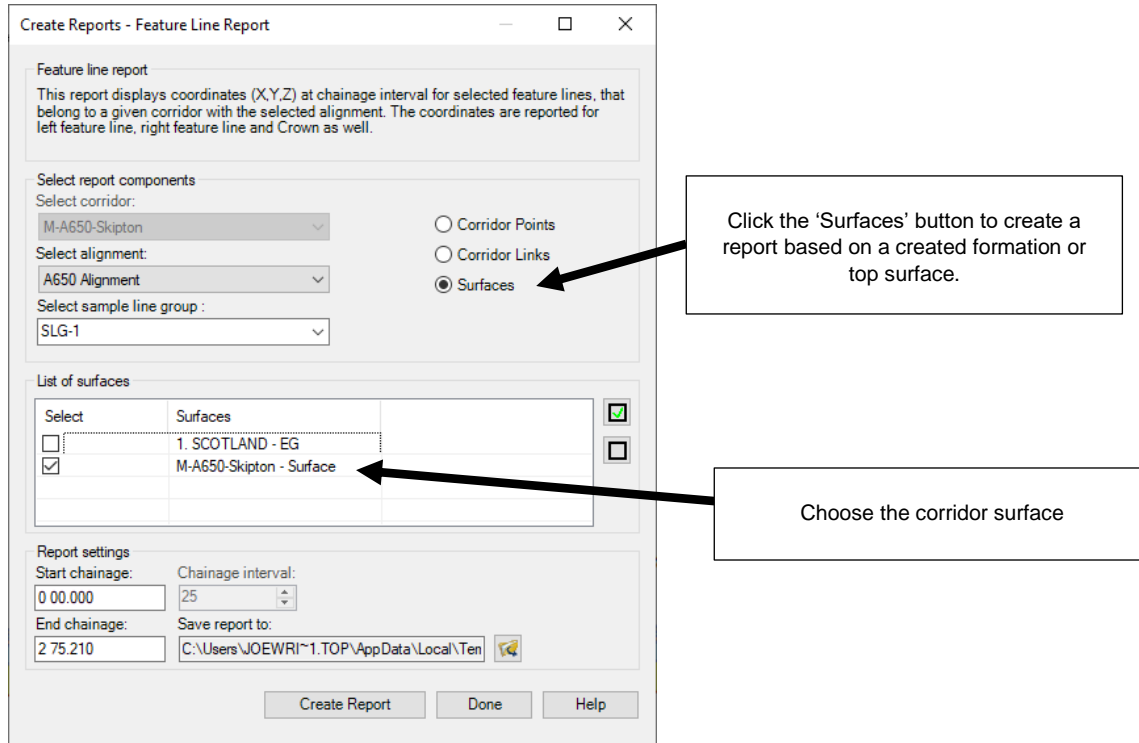 Create Reports - Feature Line Report
Feature line report
This report displays coordinates (X,Y,Z) at chainage interval for selected feature lines, that
belong to a given corridor with the selected alignment. The coordinates are reported for
left feature line, right feature line and Crown as well.
Select report components
Select corridor:
M-A650-Skipton
Select alignment:
A650 Alignment
Select sample line group :
SLG-1
Corridor Points
Corridor Links
Surfaces
Click the ‘Surfaces’ button to create a
report based on a created formation or
top surface.
List of surfaces
Select Surfaces
1. SCOTLAND - EG
M-A650-Skipton - Surface
Choose the corridor surface
Report settings
Start chainage: Chainage interval:
0 00.000 25
End chainage: Save report to:
2 75.210 C:\Users\JOEWRI~1.TOP\AppData\Local\Ten
Create Report Done Help